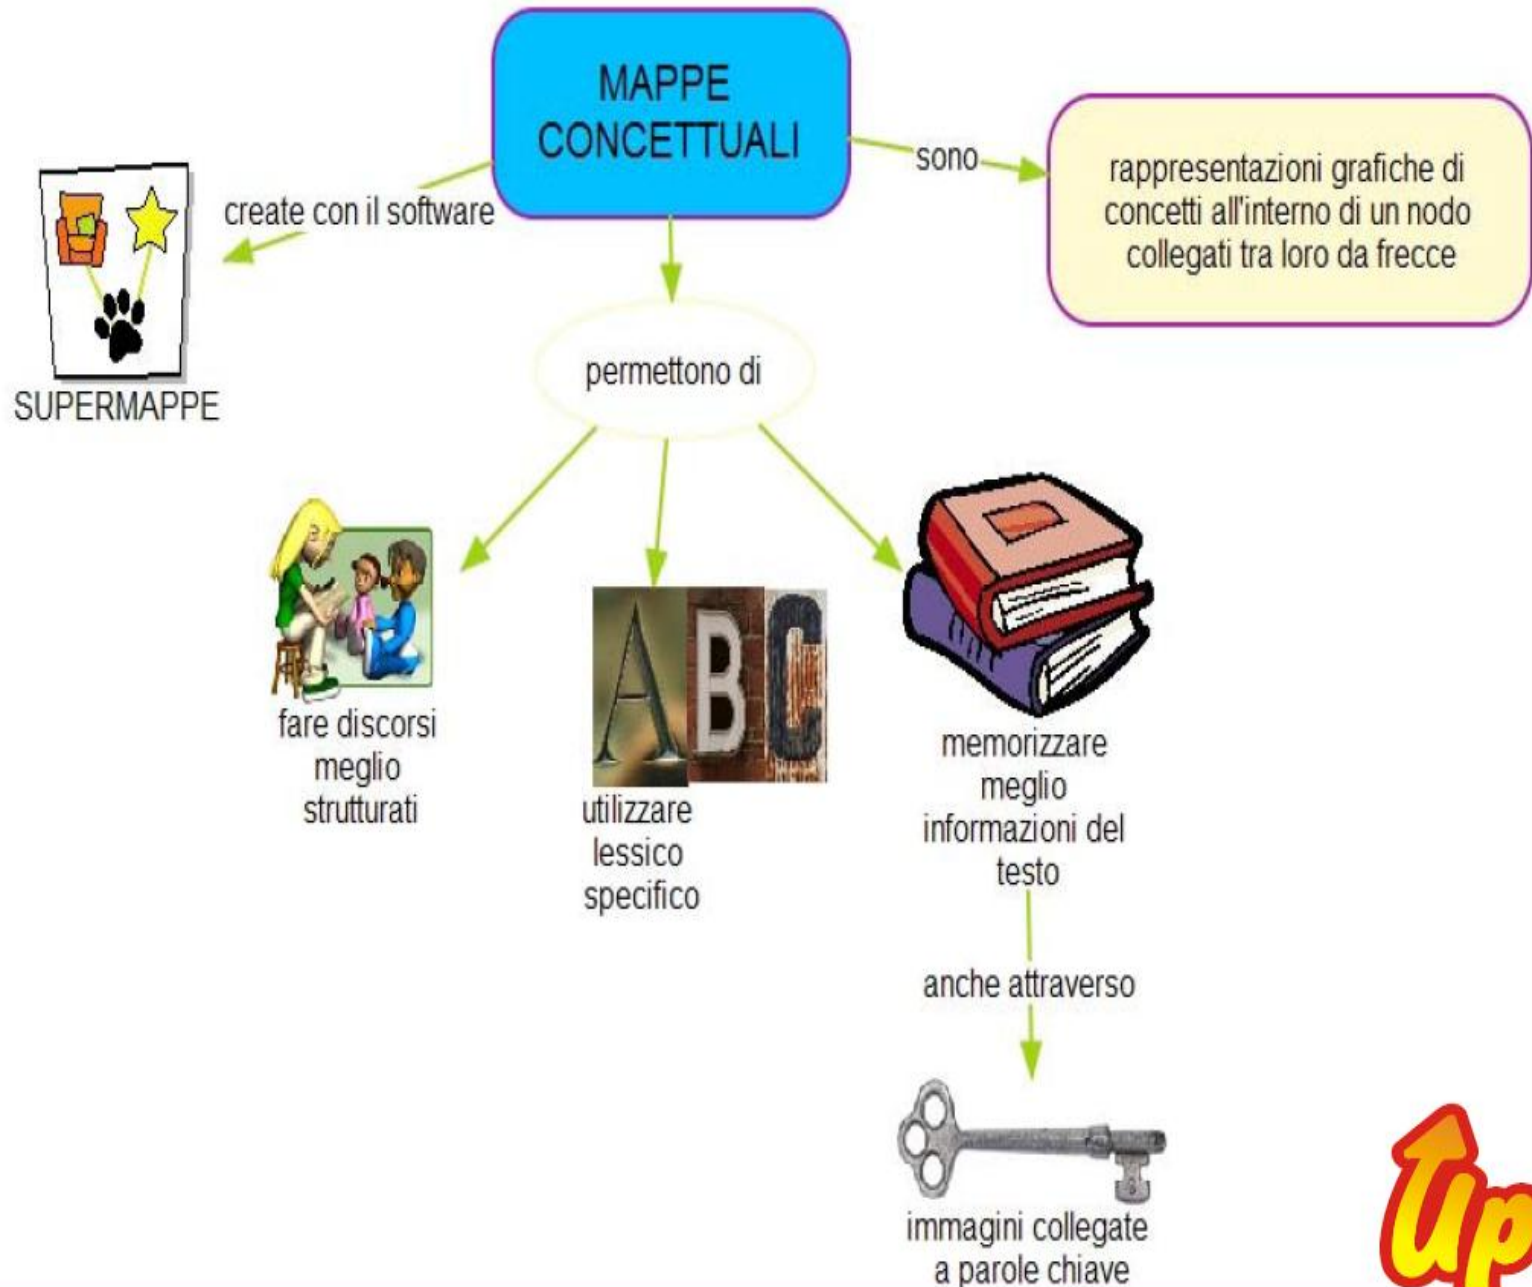 MAPPE
CONCETTUALI
sono
rappresentazioni grafiche di
concetti all'interno di un nodo
collegati tra loro da frecce
create con il software
SUPERMAPPE
permettono di
fare discorsi
meglio
strutturati
ABC
utilizzare
lessico
specifico
memorizzare
meglio
informazioni del
testo
anche attraverso
immagini collegate
a parole chiave
Up